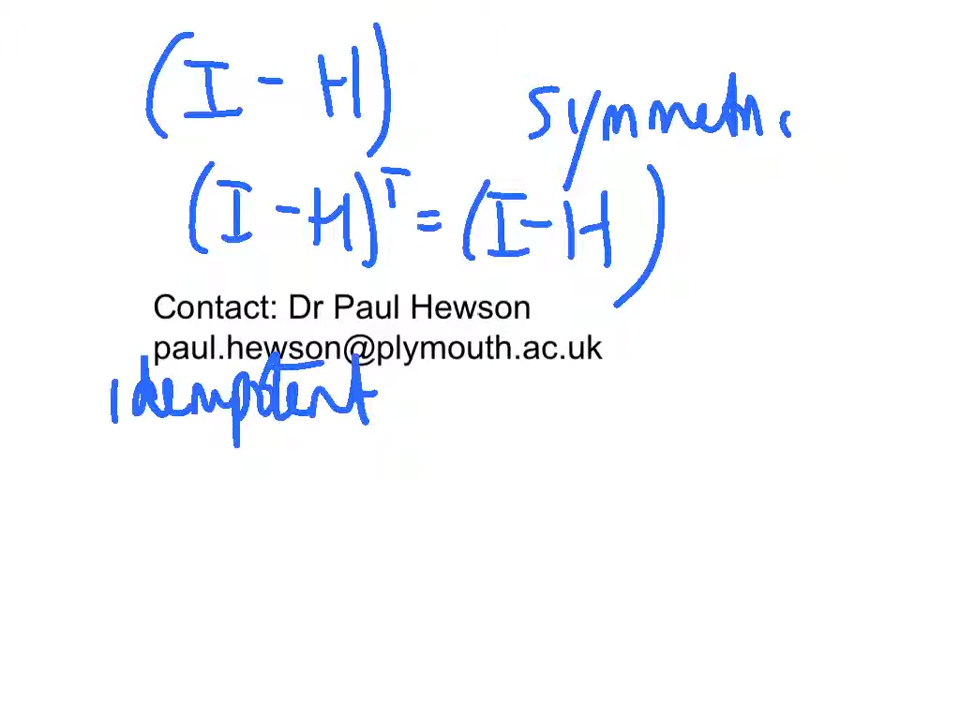 (I - H)
symmetric
(I - H)ᵀ = (I - H)
Contact: Dr Paul Hewson
paul.hewson@plymouth.ac.uk
idempotent